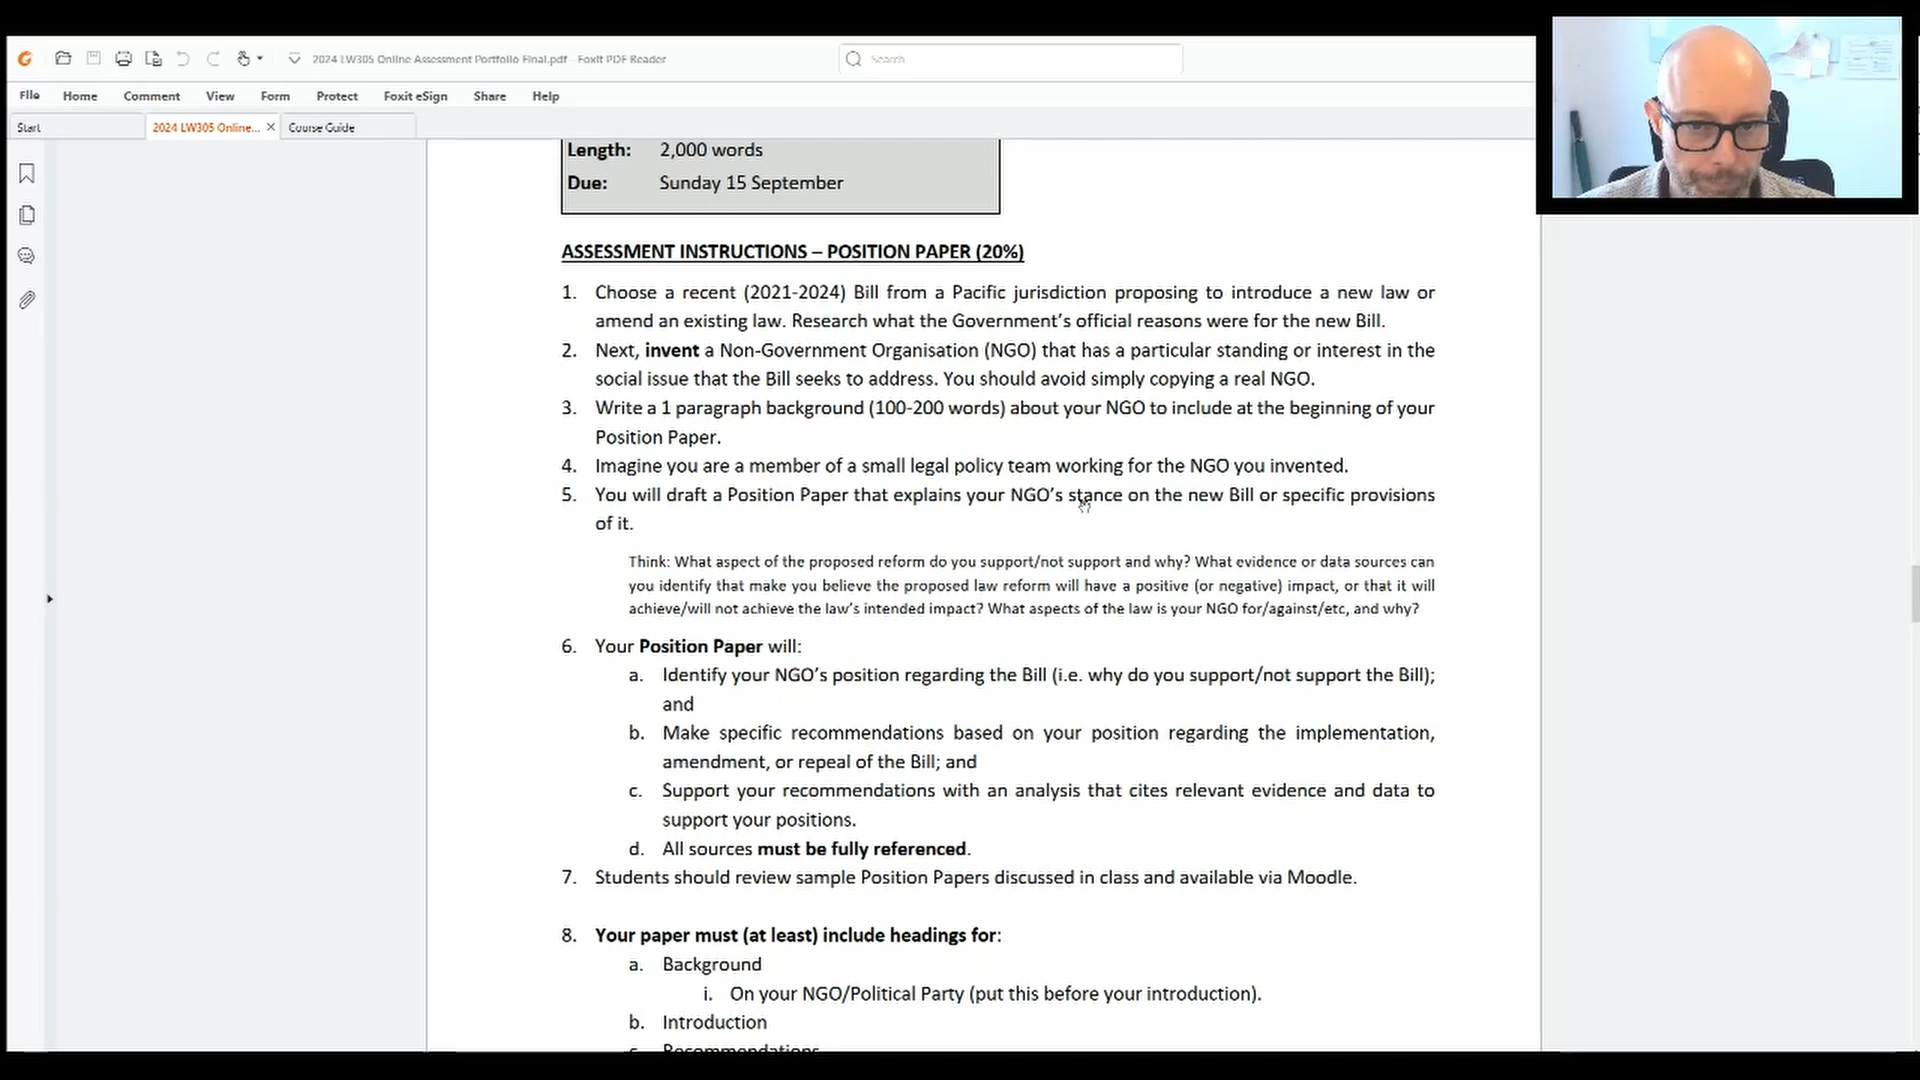 2024 LW305 Online Assessment Portfolio Final.pdf - Foxit PDF Reader
Search
File Home Comment View Form Protect Foxit eSign Share Help
Start 2024 LW305 Online... Course Guide
Length: 2,000 words
Due: Sunday 15 September
ASSESSMENT INSTRUCTIONS – POSITION PAPER (20%)
1. Choose a recent (2021-2024) Bill from a Pacific jurisdiction proposing to introduce a new law or
amend an existing law. Research what the Government's official reasons were for the new Bill.
2. Next, invent a Non-Government Organisation (NGO) that has a particular standing or interest in the
social issue that the Bill seeks to address. You should avoid simply copying a real NGO.
3. Write a 1 paragraph background (100-200 words) about your NGO to include at the beginning of your
Position Paper.
4. Imagine you are a member of a small legal policy team working for the NGO you invented.
5. You will draft a Position Paper that explains your NGO's stance on the new Bill or specific provisions
of it.
Think: What aspect of the proposed reform do you support/not support and why? What evidence or data sources can
you identify that make you believe the proposed law reform will have a positive (or negative) impact, or that it will
achieve/will not achieve the law's intended impact? What aspects of the law is your NGO for/against/etc, and why?
6. Your Position Paper will:
a. Identify your NGO's position regarding the Bill (i.e. why do you support/not support the Bill);
and
b. Make specific recommendations based on your position regarding the implementation,
amendment, or repeal of the Bill; and
c. Support your recommendations with an analysis that cites relevant evidence and data to
support your positions.
d. All sources must be fully referenced.
7. Students should review sample Position Papers discussed in class and available via Moodle.
8. Your paper must (at least) include headings for:
a. Background
i. On your NGO/Political Party (put this before your introduction).
b. Introduction
c. Recommendations